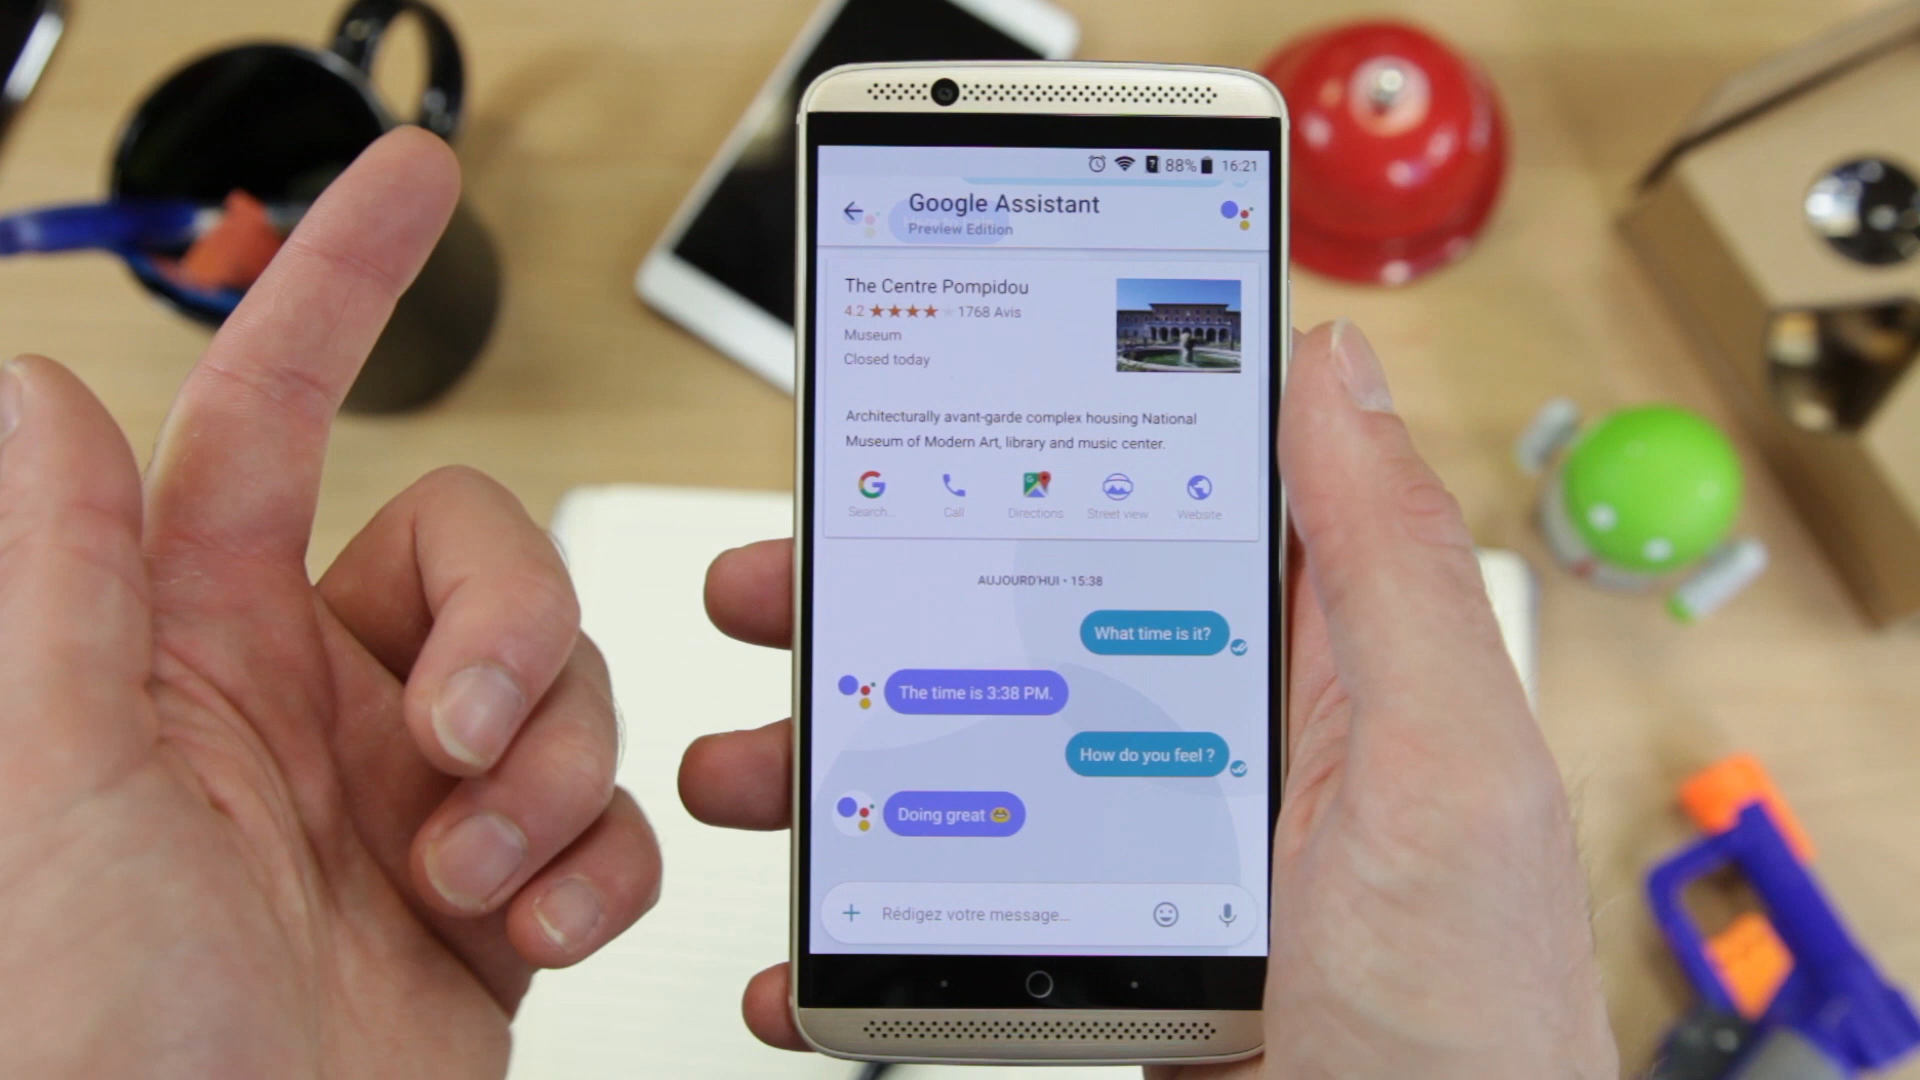 88% 16:21
Google Assistant
Preview Edition
The Centre Pompidou
4.2 1768 Avis
Museum
Closed today
Architecturally avant-garde complex housing National
Museum of Modern Art, library and music center.
Search... Call Directions Street view Website
AUJOURD'HUI • 15:38
What time is it?
The time is 3:38 PM.
How do you feel ?
Doing great 😁
Rédigez votre message...